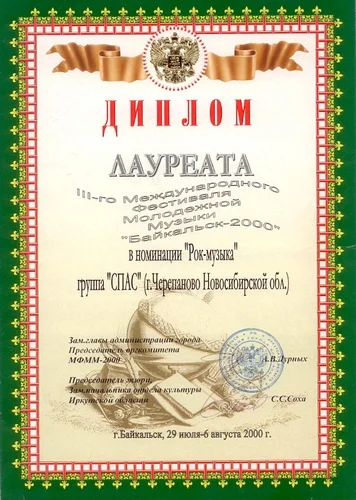 ДИПЛОМ
ЛАУРЕАТА
III-го Международного
Фестиваля
Молодежной
Музыки
"Байкальск-2000"
в номинации "Рок-музыка"
группа "СПАС" (г.Черепаново Новосибирской обл.)
Зам.главы администрации города
Председатель оргкомитета
МФММ-2000 А.В.Дурных
Председатель жюри,
Зам.начальника отдела культуры
Иркутской области С.С.Соха
г.Байкальск, 29 июля-6 августа 2000 г.